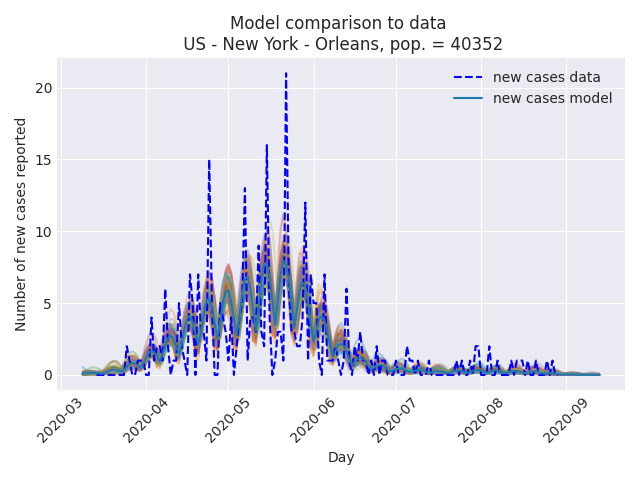 Model comparison to data
US - New York - Orleans, pop. = 40352
new cases data
new cases model
Number of new cases reported
20
15
10
5
0
2020-03
2020-04
2020-05
2020-06
2020-07
2020-08
2020-09
Day